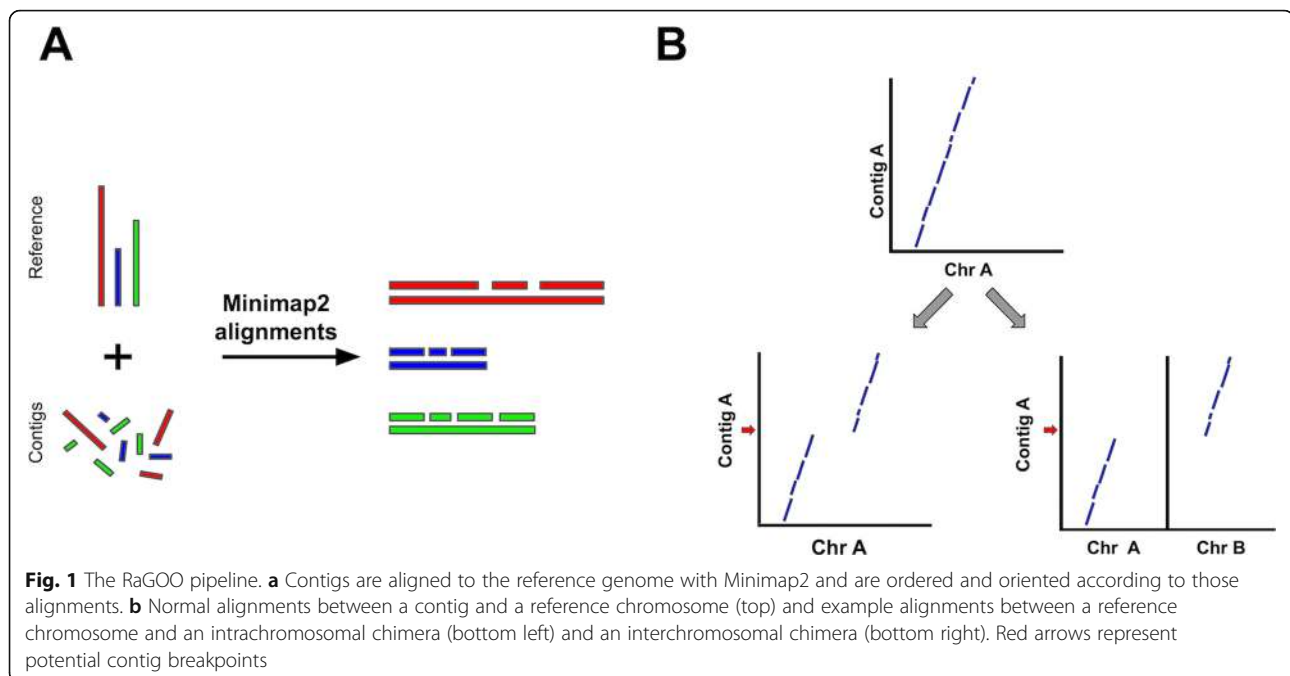 A
B
Reference
+
Contigs
Minimap2
alignments
Contig A
Chr A
Contig A
Chr A
Contig A
Chr A
Chr B
Fig. 1 The RaGOO pipeline. a Contigs are aligned to the reference genome with Minimap2 and are ordered and oriented according to those
alignments. b Normal alignments between a contig and a reference chromosome (top) and example alignments between a reference
chromosome and an intrachromosomal chimera (bottom left) and an interchromosomal chimera (bottom right). Red arrows represent
potential contig breakpoints